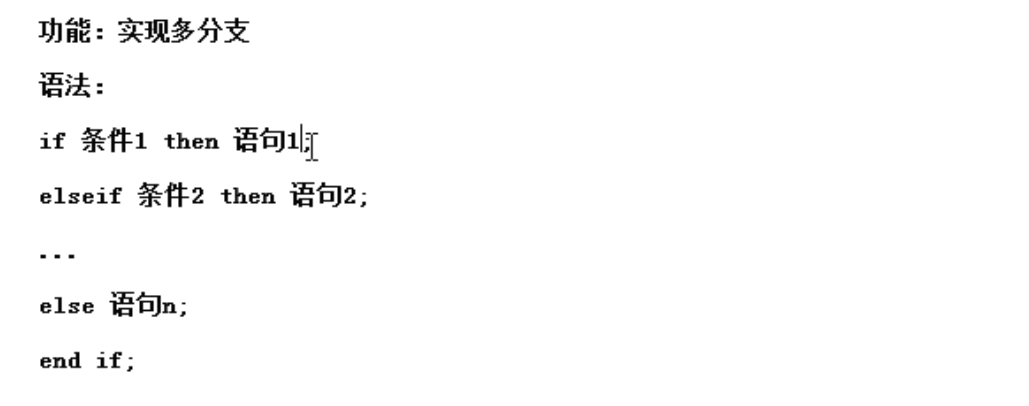 功能：实现多分支
语法：
if 条件1 then 语句1;
elseif 条件2 then 语句2;
...
else 语句n;
end if;